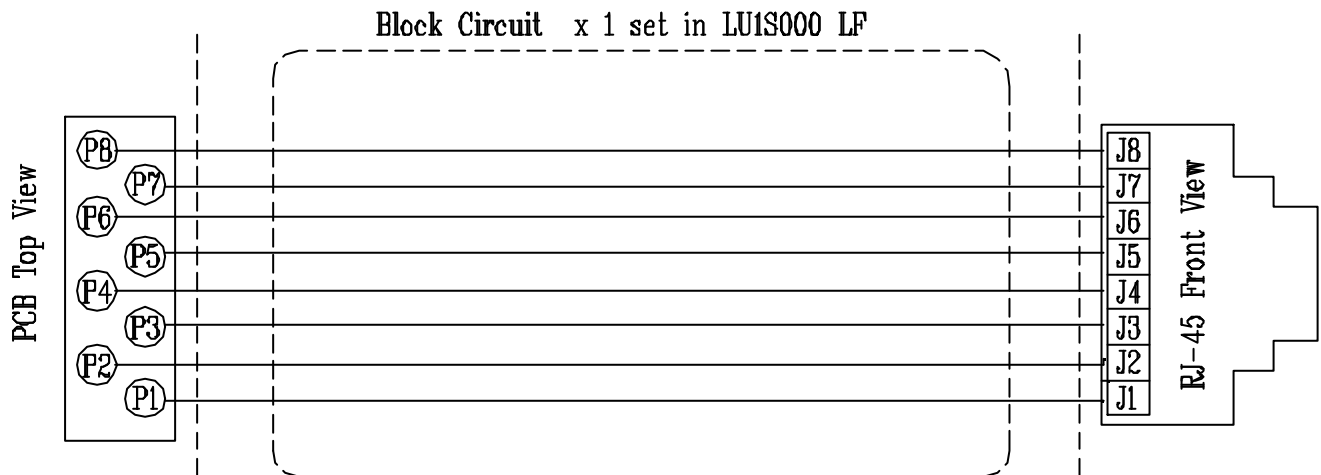 Block Circuit x 1 set in LU1S000 LF
PCB Top View
P8
P7
P6
P5
P4
P3
P2
P1
J8
J7
J6
J5
J4
J3
J2
J1
RJ-45 Front View